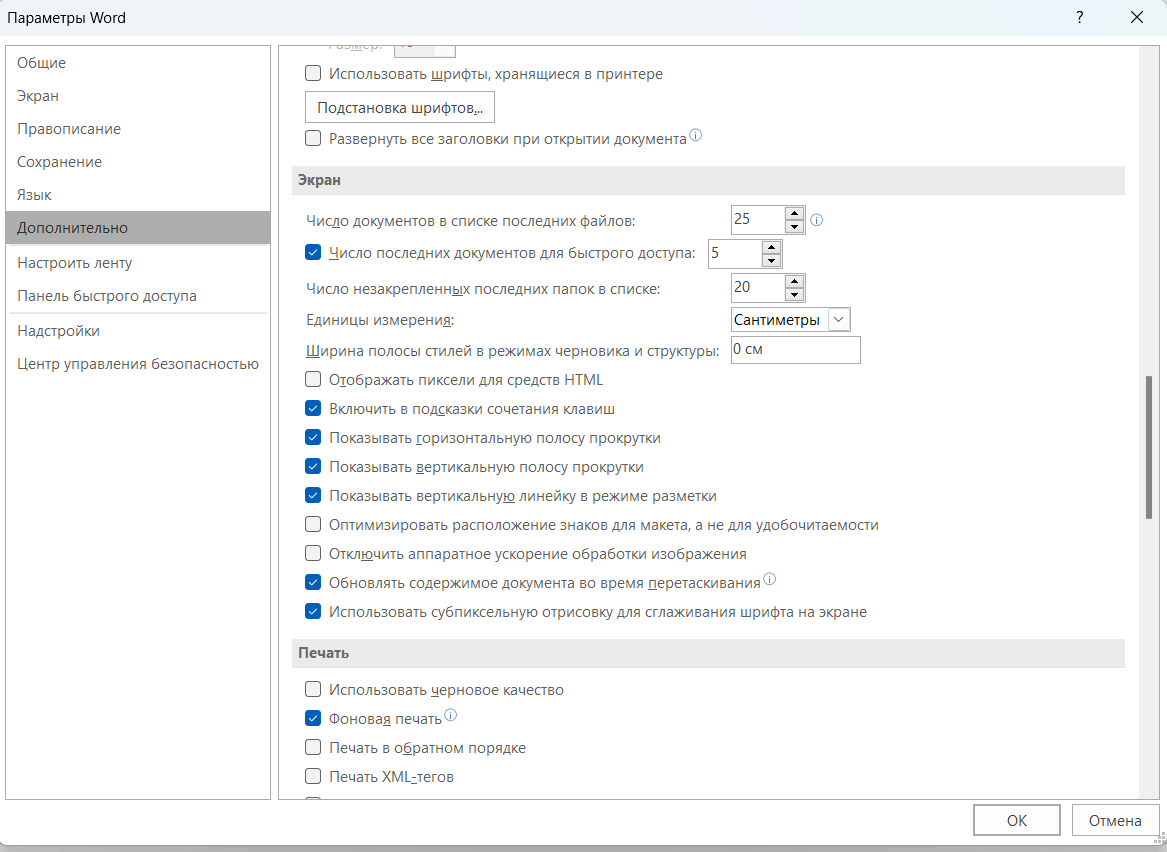 Параметры Word
?
Общие
Экран
Правописание
Сохранение
Язык
Дополнительно
Настроить ленту
Панель быстрого доступа
Надстройки
Центр управления безопасностью
Размер:
Использовать шрифты, хранящиеся в принтере
Подстановка шрифтов...
Развернуть все заголовки при открытии документа
Экран
Число документов в списке последних файлов: 25
Число последних документов для быстрого доступа: 5
Число незакрепленных последних папок в списке: 20
Единицы измерения: Сантиметры
Ширина полосы стилей в режимах черновика и структуры: 0 см
Отображать пиксели для средств HTML
Включить в подсказки сочетания клавиш
Показывать горизонтальную полосу прокрутки
Показывать вертикальную полосу прокрутки
Показывать вертикальную линейку в режиме разметки
Оптимизировать расположение знаков для макета, а не для удобочитаемости
Отключить аппаратное ускорение обработки изображения
Обновлять содержимое документа во время перетаскивания
Использовать субпиксельную отрисовку для сглаживания шрифта на экране
Печать
Использовать черновое качество
Фоновая печать
Печать в обратном порядке
Печать XML-тегов
ОК
Отмена